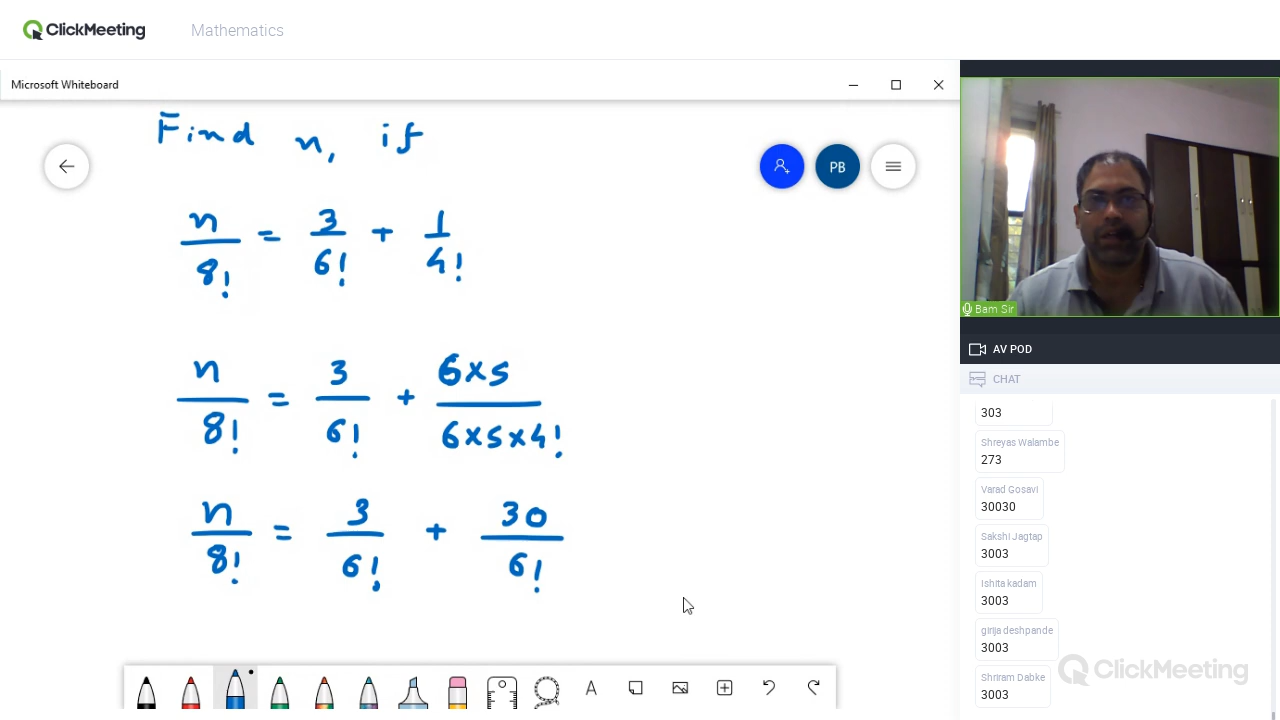 ClickMeeting Mathematics
Microsoft Whiteboard
Find n, if
PB
n/8! = 3/6! + 1/4!
n/8! = 3/6! + 6×5/6×5×4!
n/8! = 3/6! + 30/6!
A
Bam Sir
AV POD
CHAT
303
Shreyas Walambe
273
Varad Gosavi
30030
Sakshi Jagtap
3003
Ishita kadam
3003
girija deshpande
3003
Shriram Dabke
3003
ClickMeeting